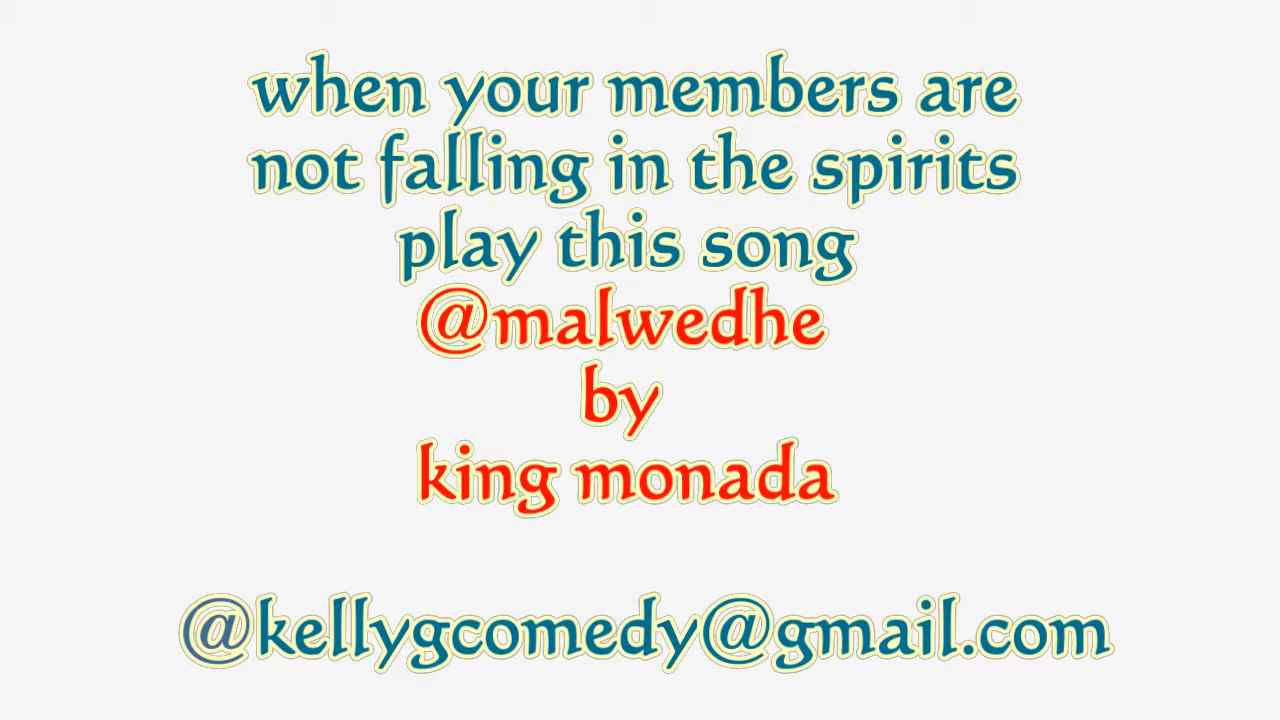 when your members are
not falling in the spirits
play this song
@malwedhe
by
king monada
@kellygcomedy@gmail.com